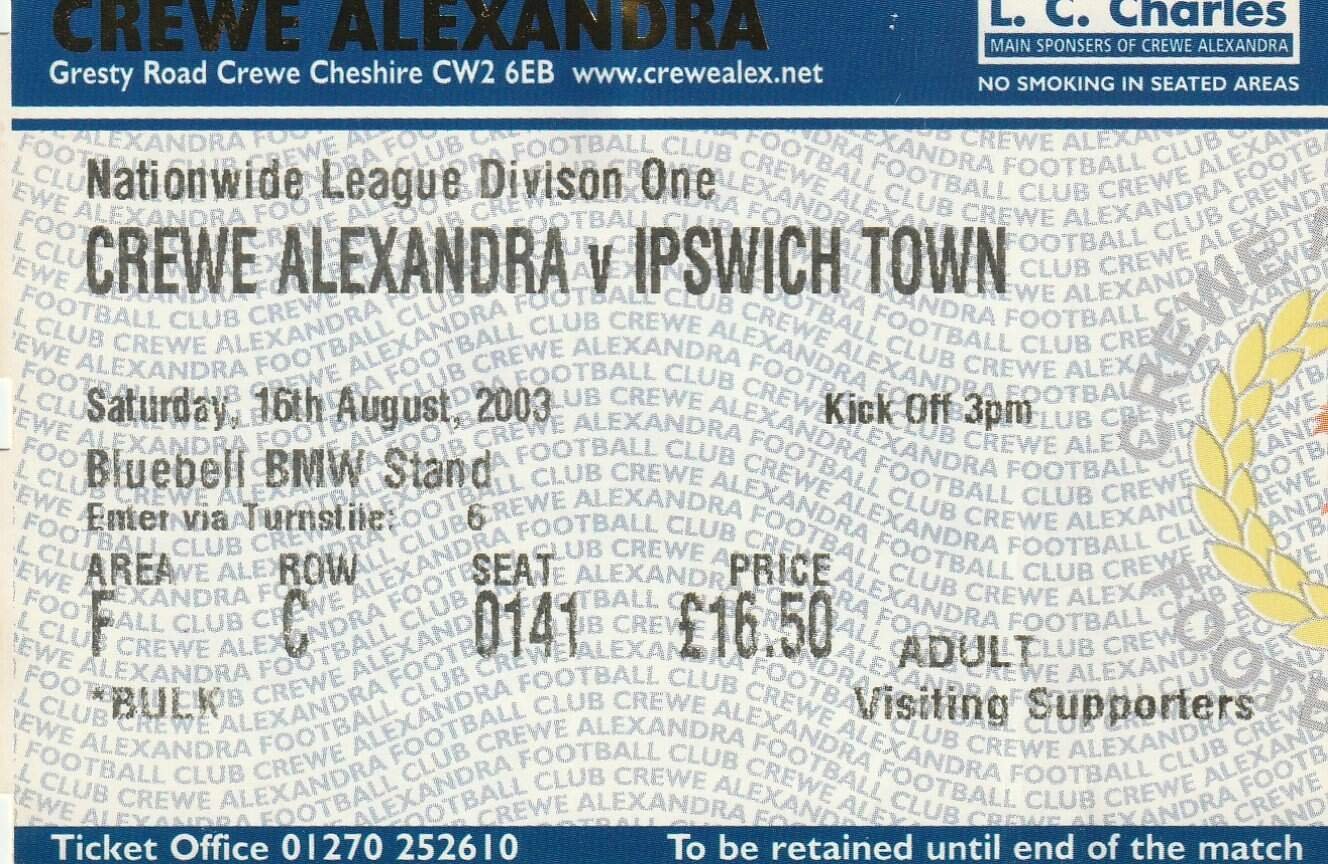 CREWE ALEXANDRA
Gresty Road Crewe Cheshire CW2 6EB www.crewealex.net
L. C. Charles
MAIN SPONSERS OF CREWE ALEXANDRA
NO SMOKING IN SEATED AREAS
Nationwide League Divison One
CREWE ALEXANDRA v IPSWICH TOWN
Saturday, 16th August, 2003 Kick Off 3pm
Bluebell BMW Stand
Enter via Turnstile: 6
AREA ROW SEAT PRICE
F C 0141 £16.50
ADULT
*BULK Visiting Supporters
Ticket Office 01270 252610 To be retained until end of the match